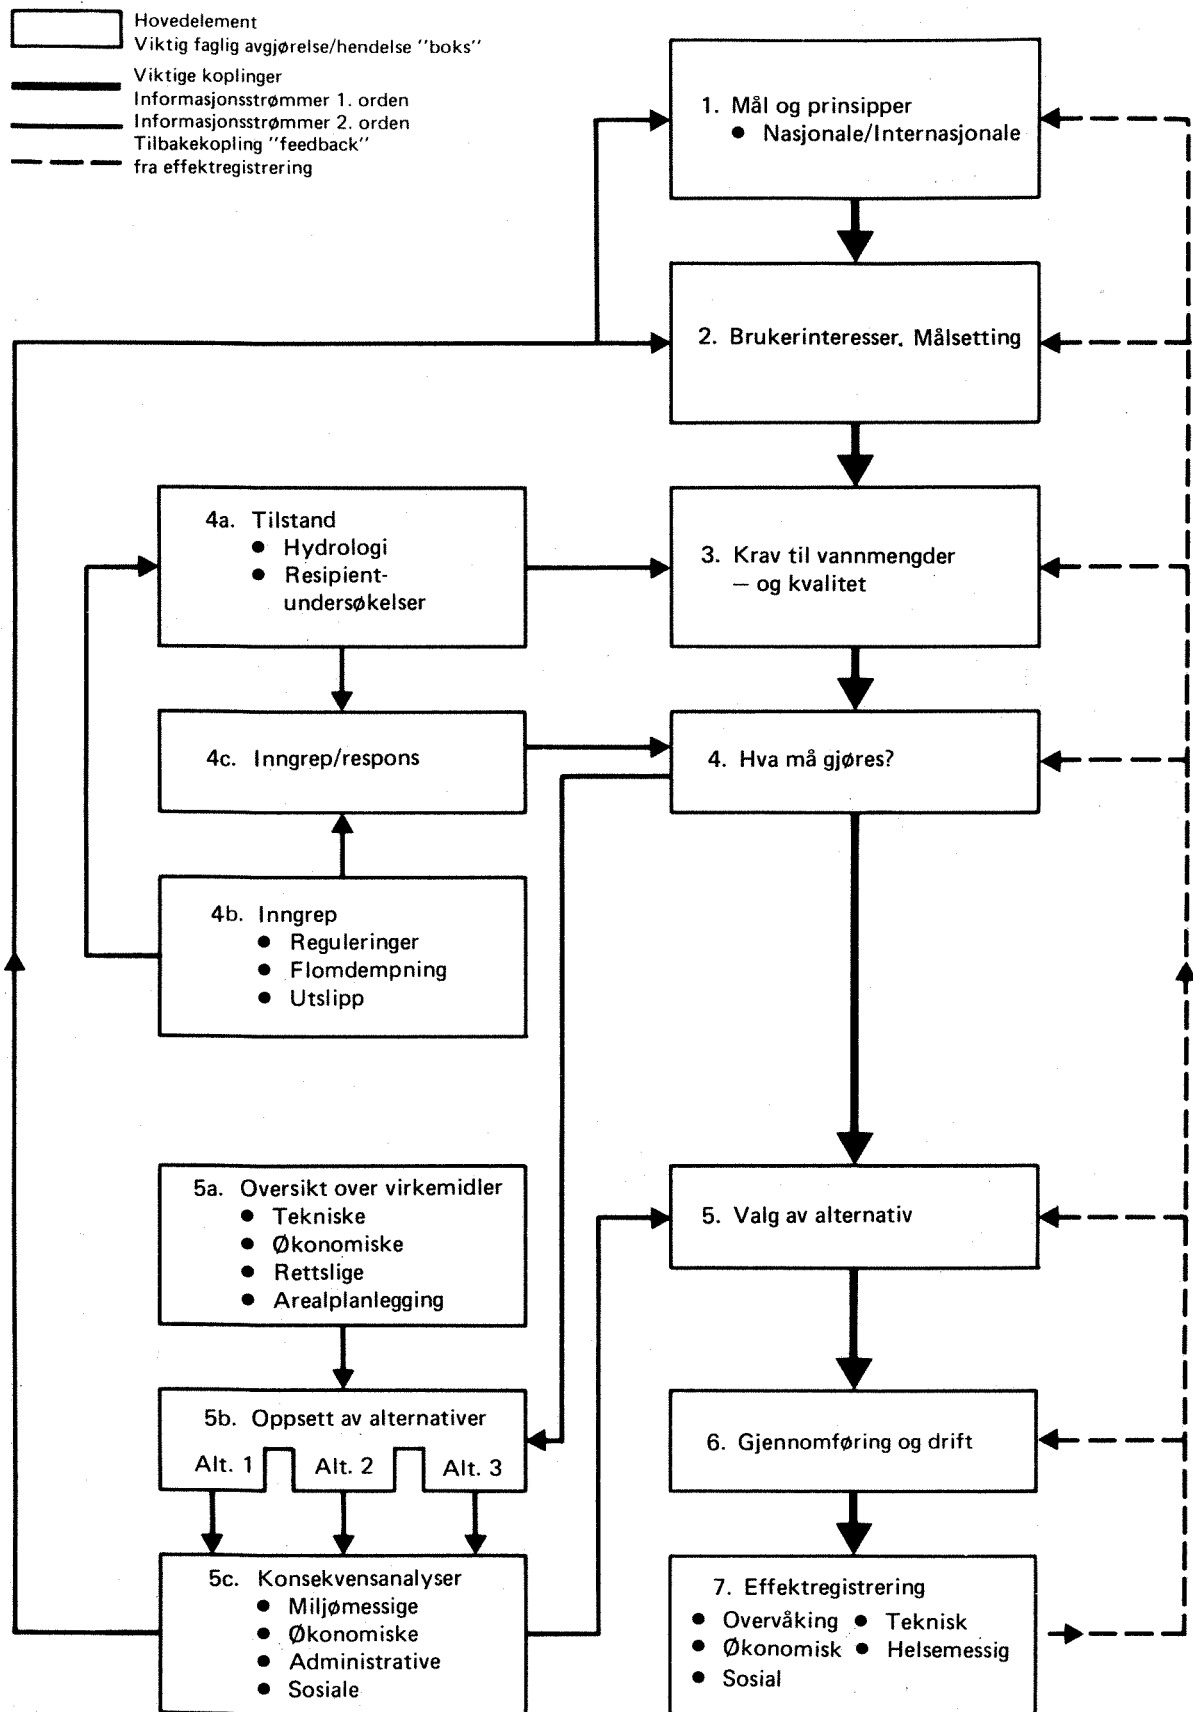 Hovedelement
Viktig faglig avgjørelse/hendelse "boks"
Viktige koplinger
Informasjonsstrømmer 1. orden
Informasjonsstrømmer 2. orden
Tilbakekopling "feedback"
fra effektregistrering
1. Mål og prinsipper
● Nasjonale/Internasjonale
2. Brukerinteresser. Målsetting
4a. Tilstand
● Hydrologi
● Resipient-
undersøkelser
3. Krav til vannmengder
— og kvalitet
4c. Inngrep/respons
4. Hva må gjøres?
4b. Inngrep
● Reguleringer
● Flomdempning
● Utslipp
5a. Oversikt over virkemidler
● Tekniske
● Økonomiske
● Rettslige
● Arealplanlegging
5. Valg av alternativ
5b. Oppsett av alternativer
Alt. 1 Alt. 2 Alt. 3
6. Gjennomføring og drift
5c. Konsekvensanalyser
● Miljømessige
● Økonomiske
● Administrative
● Sosiale
7. Effektregistrering
● Overvåking ● Teknisk
● Økonomisk ● Helsemessig
● Sosial